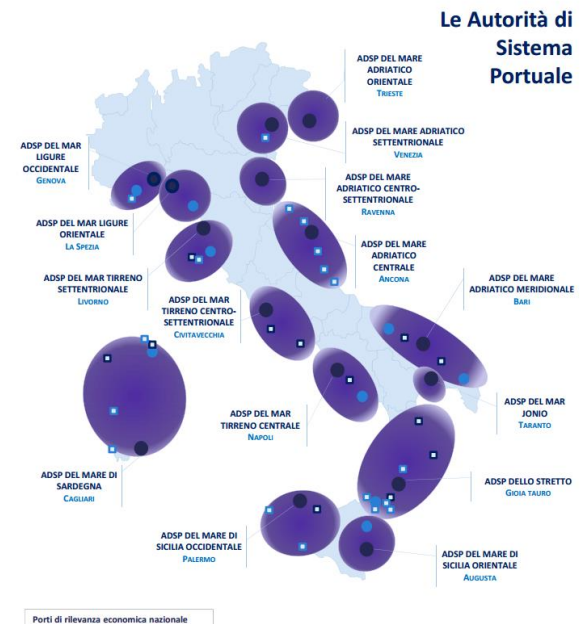 Le Autorità di
Sistema
Portuale
ADSP DEL MARE
ADRIATICO
ORIENTALE
TRIESTE
ADSP DEL MARE ADRIATICO
SETTENTRIONALE
VENEZIA
ADSP DEL MAR
LIGURE
OCCIDENTALE
GENOVA
ADSP DEL MARE
ADRIATICO CENTRO-
SETTENTRIONALE
RAVENNA
ADSP DEL MAR LIGURE
ORIENTALE
LA SPEZIA
ADSP DEL MARE
ADRIATICO
CENTRALE
ANCONA
ADSP DEL MAR TIRRENO
SETTENTRIONALE
LIVORNO
ADSP DEL MARE
ADRIATICO MERIDIONALE
BARI
ADSP DEL MAR
TIRRENO CENTRO-
SETTENTRIONALE
CIVITAVECCHIA
ADSP DEL MAR
JONIO
TARANTO
ADSP DEL MAR
TIRRENO CENTRALE
NAPOLI
ADSP DEL MARE DI
SARDEGNA
CAGLIARI
ADSP DELLO STRETTO
GIOIA TAURO
ADSP DEL MARE DI
SICILIA OCCIDENTALE
PALERMO
ADSP DEL MARE DI
SICILIA ORIENTALE
AUGUSTA
Porti di rilevanza economica nazionale